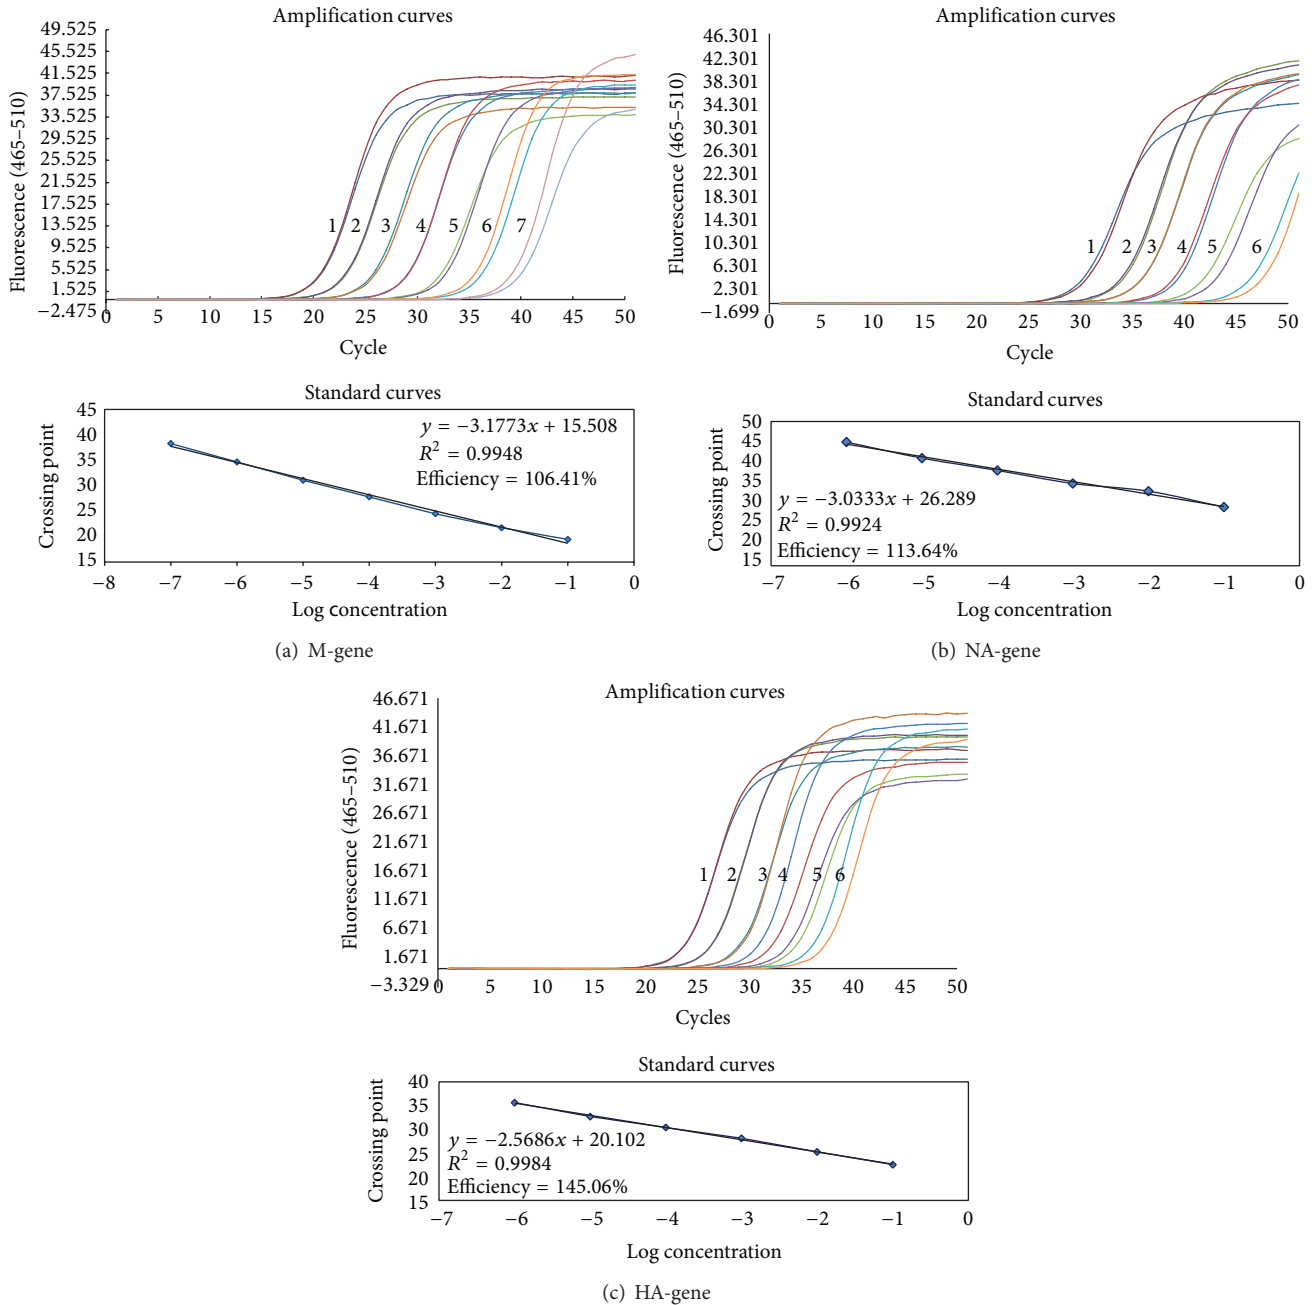 Amplification curves
49.525
45.525
41.525
37.525
33.525
29.525
25.525
21.525
17.525
13.525
9.525
5.525
1.525
−2.475
Fluorescence (465–510)
1 2 3 4 5 6 7
0 5 10 15 20 25 30 35 40 45 50
Cycle
Standard curves
45
40
35
30
25
20
15
Crossing point
y = −3.1773x + 15.508
R² = 0.9948
Efficiency = 106.41%
−8 −7 −6 −5 −4 −3 −2 −1 0
Log concentration
(a) M-gene
Amplification curves
46.301
42.301
38.301
34.301
30.301
26.301
22.301
18.301
14.301
10.301
6.301
2.301
−1.699
Fluorescence (465–510)
1 2 3 4 5 6
0 5 10 15 20 25 30 35 40 45 50
Cycle
Standard curves
50
45
40
35
30
25
20
15
Crossing point
y = −3.0333x + 26.289
R² = 0.9924
Efficiency = 113.64%
−7 −6 −5 −4 −3 −2 −1 0
Log concentration
(b) NA-gene
Amplification curves
46.671
41.671
36.671
31.671
26.671
21.671
16.671
11.671
6.671
1.671
−3.329
Fluorescence (465–510)
1 2 3 4 5 6
0 5 10 15 20 25 30 35 40 45 50
Cycles
Standard curves
40
35
30
25
20
15
Crossing point
y = −2.5686x + 20.102
R² = 0.9984
Efficiency = 145.06%
−7 −6 −5 −4 −3 −2 −1 0
Log concentration
(c) HA-gene